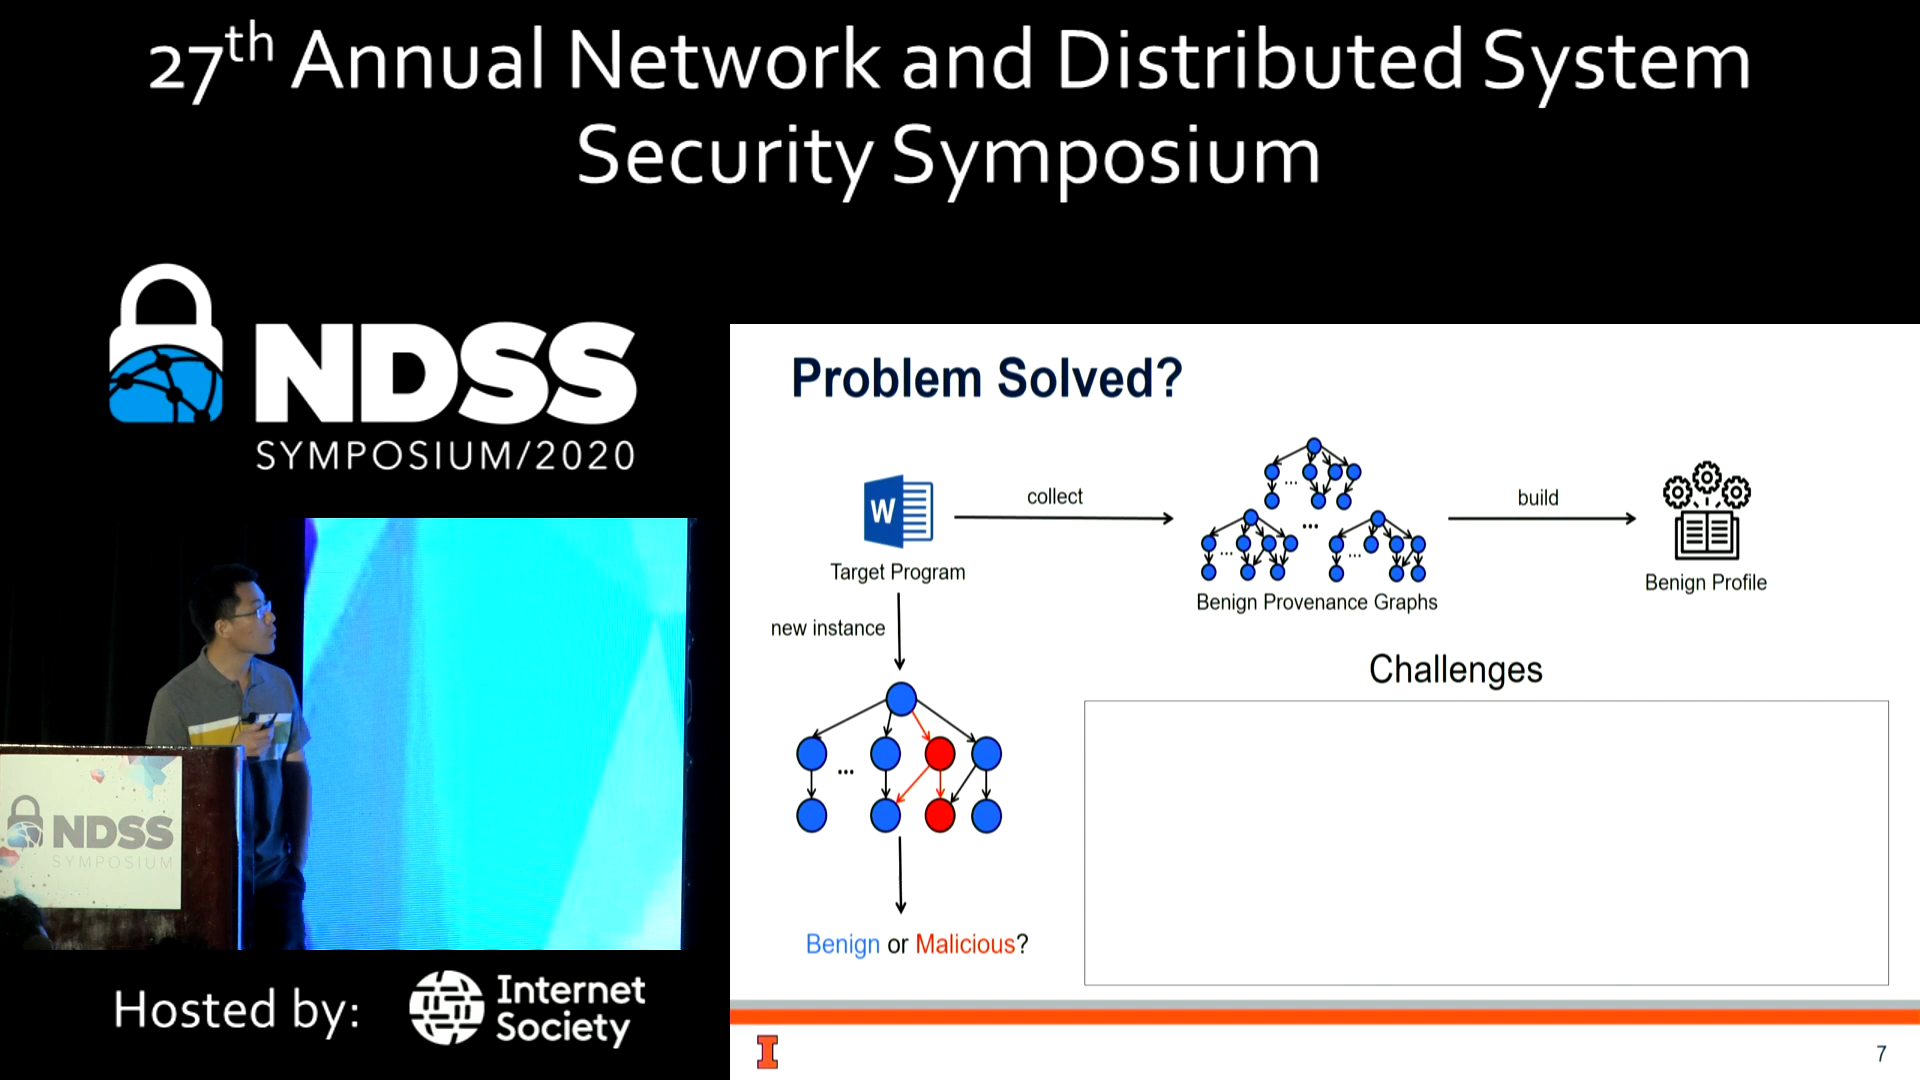 27th Annual Network and Distributed System
Security Symposium
NDSS
SYMPOSIUM/2020
NDSS
SYMPOSIUM
Hosted by:
Internet
Society
Problem Solved?
W
Target Program
collect
...
...
...
...
Benign Provenance Graphs
build
Benign Profile
new instance
...
Benign or Malicious?
Challenges
I
7